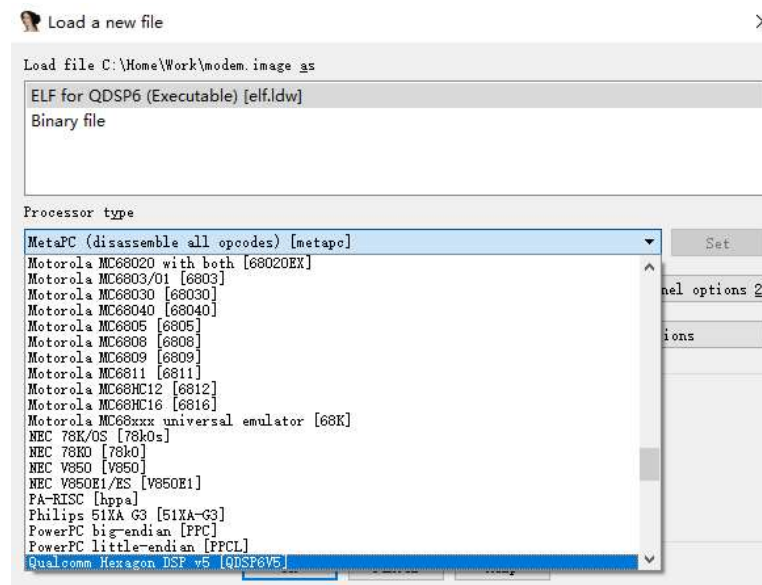 Load a new file
Load file C:\Home\Work\modem.image as
ELF for QDSP6 (Executable) [elf.ldw]
Binary file
Processor type
MetaPC (disassemble all opcodes) [metapc]
Set
Motorola MC68020 with both [68020EX]
Motorola MC6803/01 [6803]
Motorola MC68030 [68030]
nel options 2
Motorola MC68040 [68040]
Motorola MC6805 [6805]
Motorola MC6808 [6808]
ions
Motorola MC6809 [6809]
Motorola MC6811 [6811]
Motorola MC68HC12 [6812]
Motorola MC68HC16 [6816]
Motorola MC68xxx universal emulator [68K]
NEC 78K/0S [78k0s]
NEC 78K0 [78k0]
NEC V850 [V850]
NEC V850E1/ES [V850E1]
PA-RISC [hppa]
Philips 51XA G3 [51XA-G3]
PowerPC big-endian [PPC]
PowerPC little-endian [PPCL]
Qualcomm Hexagon DSP v5 [QDSP6V5]